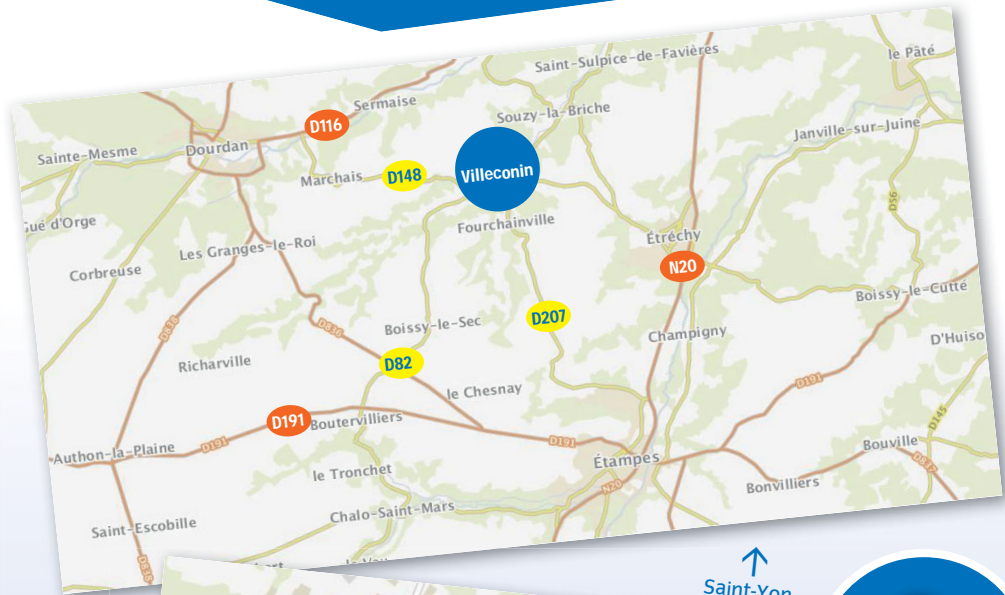 Saint-Sulpice-de-Favières
le Pâté
Sermaise
Souzy-la-Briche
D116
Janville-sur-Juine
Dourdan
Sainte-Mesme
Marchais
D148
Villeconin
D56
Gué d'Orge
Fourchainville
Étréchy
Les Granges-le-Roi
N20
Corbreuse
Boissy-le-Cutté
D207
Boissy-le-Sec
D836
D836
Champigny
D'Huiso
Richarville
D82
le Chesnay
D191
D191
Boutervilliers
D145
Authon-la-Plaine
D191
D191
Bouville
Étampes
D837
le Tronchet
N20
Bonvilliers
Chalo-Saint-Mars
Saint-Escobille
D838
Saint-Yon